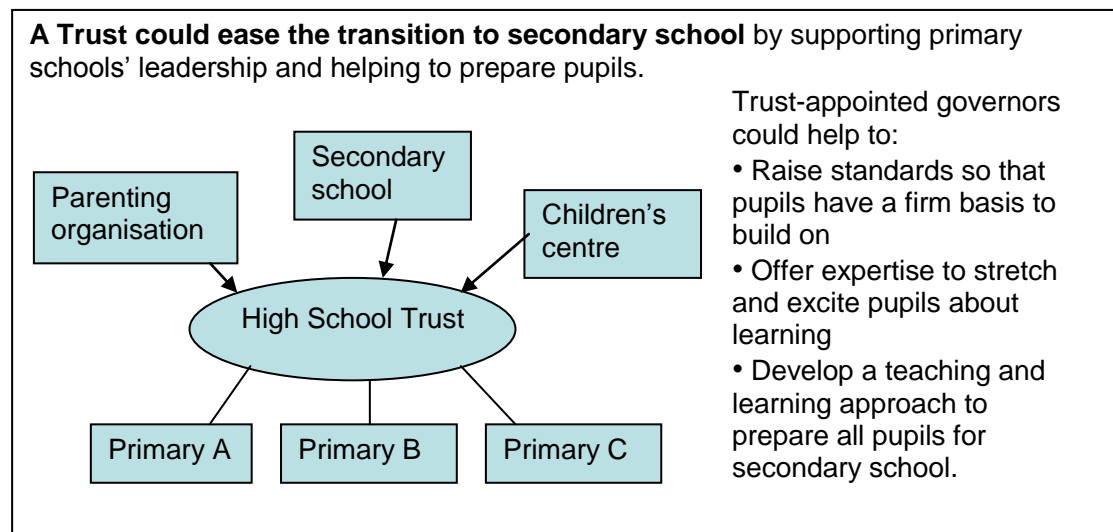 A Trust could ease the transition to secondary school by supporting primary
schools’ leadership and helping to prepare pupils.
Parenting
organisation
Secondary
school
Children’s
centre
High School Trust
Primary A
Primary B
Primary C
Trust-appointed governors
could help to:
• Raise standards so that
pupils have a firm basis to
build on
• Offer expertise to stretch
and excite pupils about
learning
• Develop a teaching and
learning approach to
prepare all pupils for
secondary school.